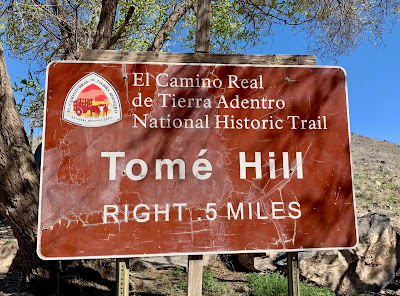 El Camino Real
de Tierra Adentro
National Historic Trail
Tomé Hill
RIGHT .5 MILES